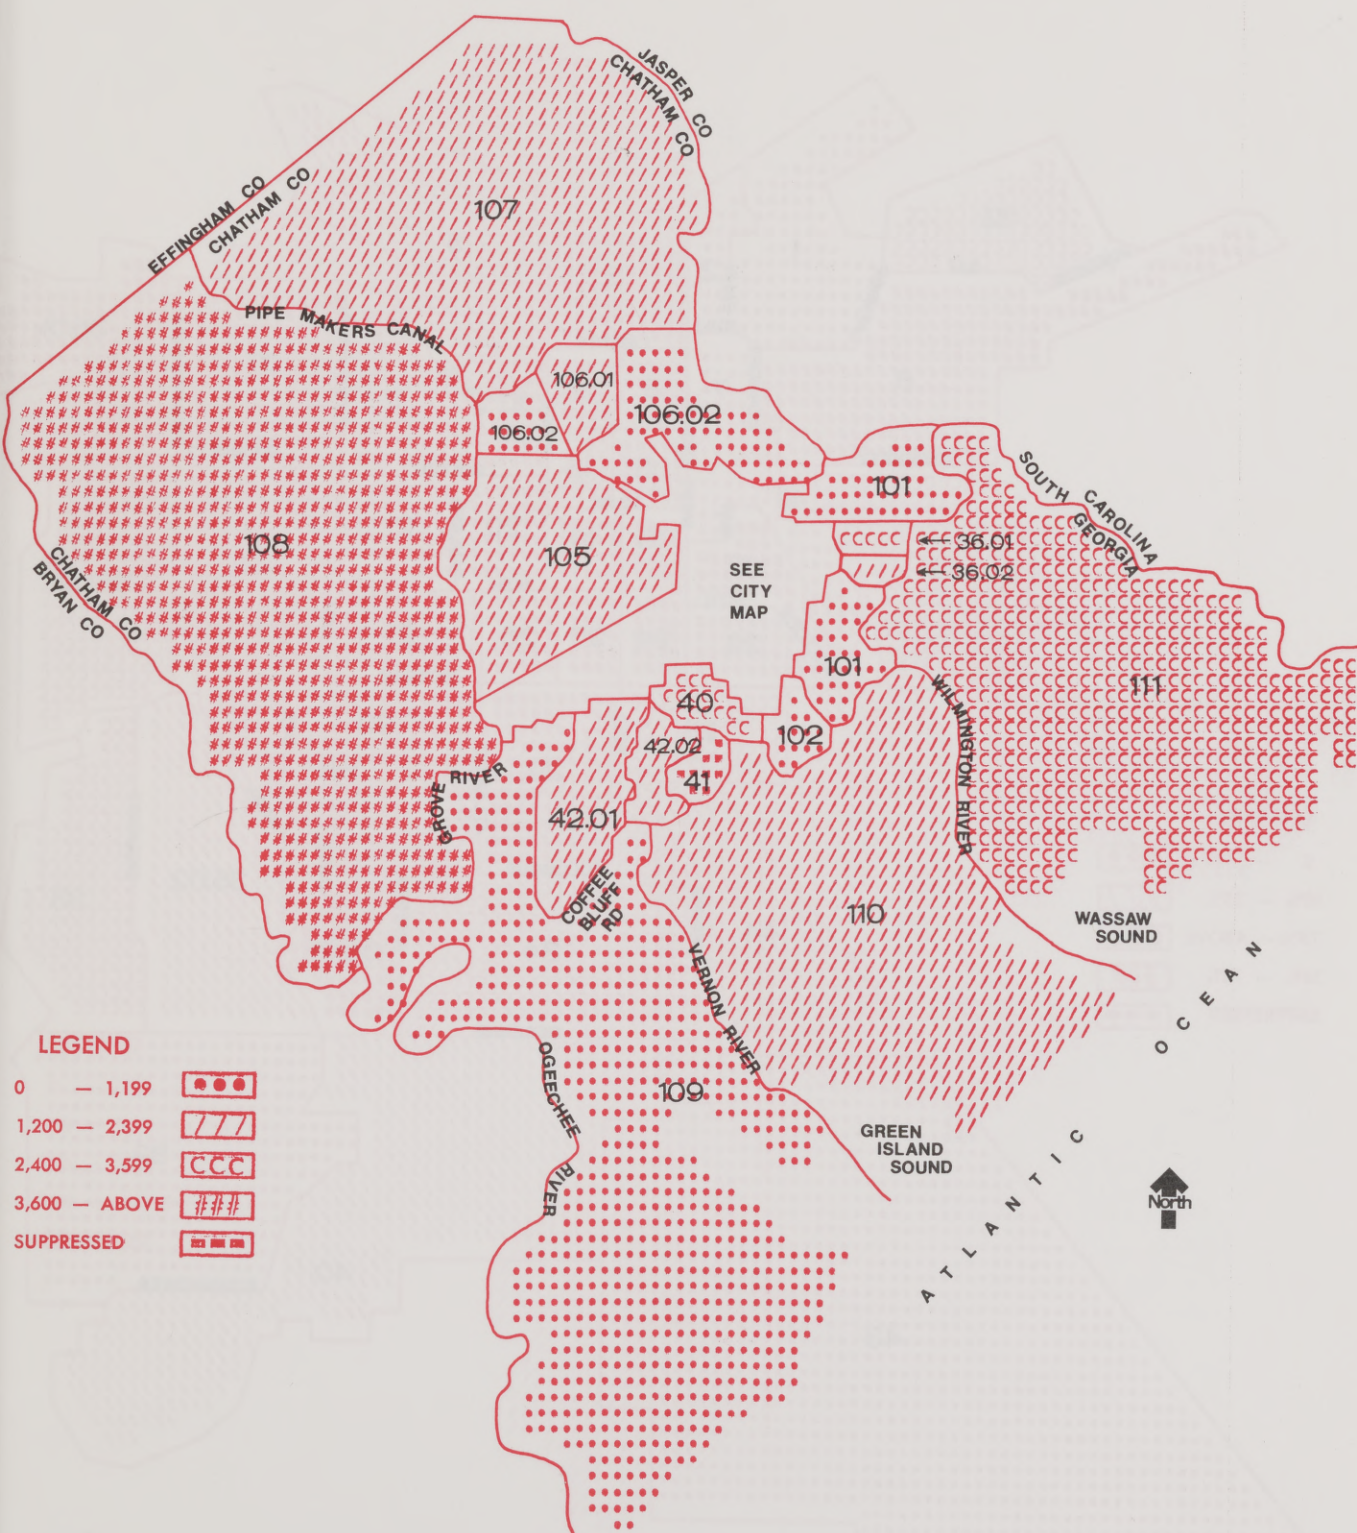 JASPER CO
CHATHAM CO
EFFINGHAM CO
CHATHAM CO
107
PIPE MAKERS CANAL
106.01
106.02
106.02
101
SOUTH CAROLINA
GEORGIA
36.01
36.02
108
105
SEE
CITY
MAP
CHATHAM CO
BRYAN CO
101
111
40
102
42.02
41
WILMINGTON RIVER
GROVE RIVER
42.01
COFFEE
BLUFF
RD
110
WASSAW
SOUND
VERNON RIVER
OGEECHEE RIVER
109
GREEN
ISLAND
SOUND
ATLANTIC OCEAN
North
LEGEND
0 — 1,199
1,200 — 2,399
2,400 — 3,599
3,600 — ABOVE
SUPPRESSED